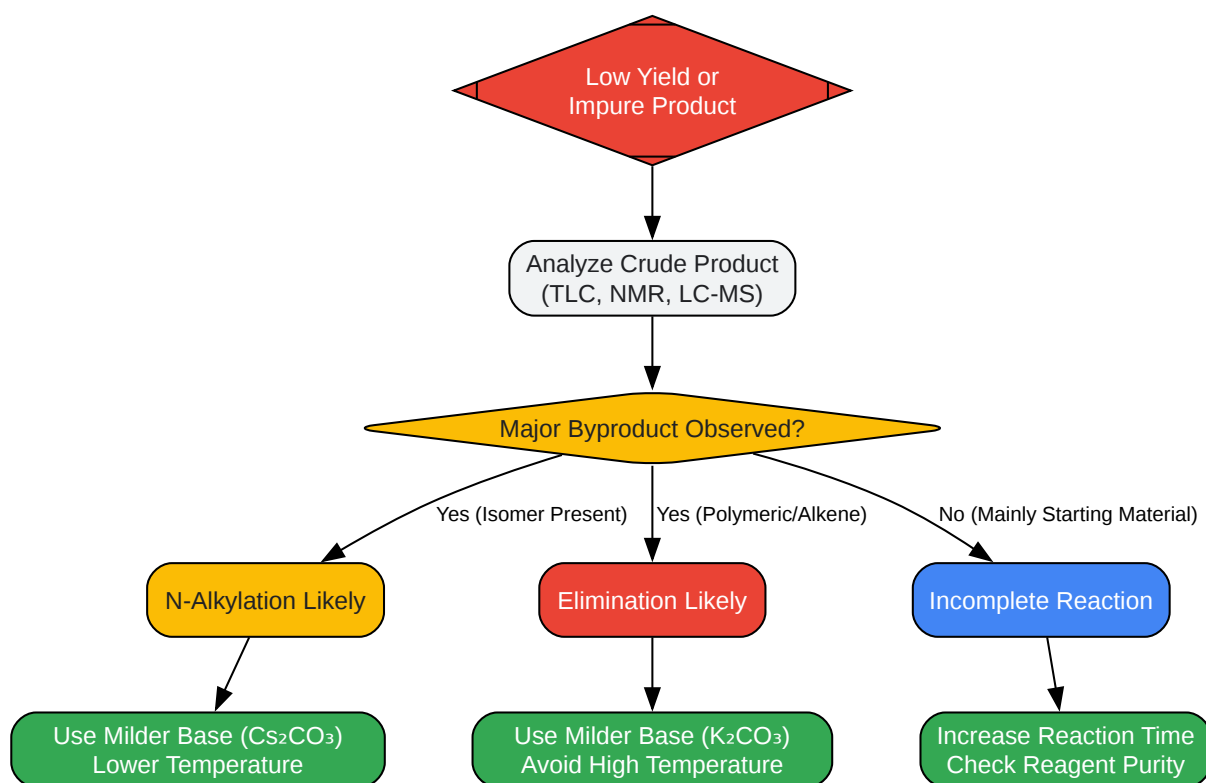 Low Yield or
Impure Product
Analyze Crude Product
(TLC, NMR, LC-MS)
Major Byproduct Observed?
Yes (Isomer Present)
Yes (Polymeric/Alkene)
No (Mainly Starting Material)
N-Alkylation Likely
Elimination Likely
Incomplete Reaction
Use Milder Base (Cs₂CO₃)
Lower Temperature
Use Milder Base (K₂CO₃)
Avoid High Temperature
Increase Reaction Time
Check Reagent Purity